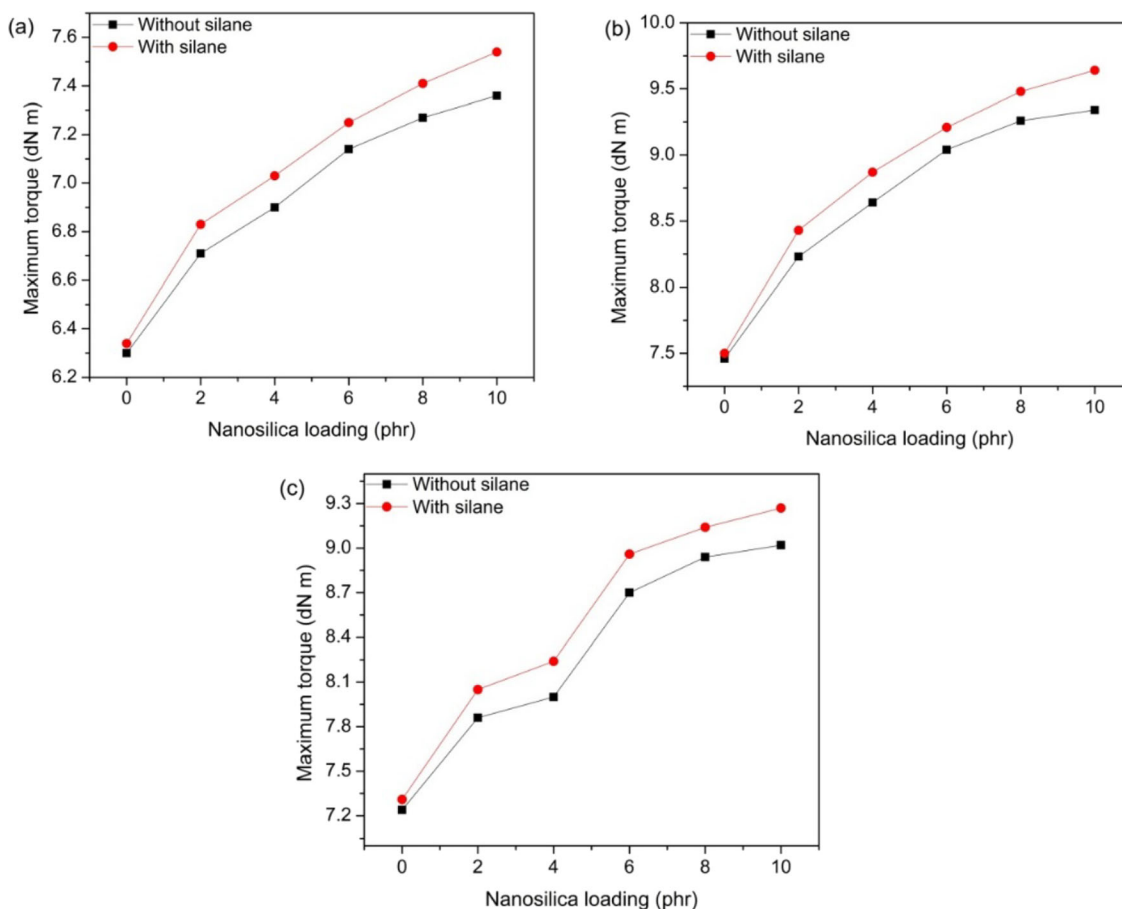 (a)
Without silane
With silane
7.6
7.4
7.2
7.0
6.8
6.6
6.4
6.2
Maximum torque (dN m)
0 2 4 6 8 10
Nanosilica loading (phr)
(b)
Without silane
With silane
10.0
9.5
9.0
8.5
8.0
7.5
Maximum torque (dN m)
0 2 4 6 8 10
Nanosilica loading (phr)
(c)
Without silane
With silane
9.3
9.0
8.7
8.4
8.1
7.8
7.5
7.2
Maximum torque (dN m)
0 2 4 6 8 10
Nanosilica loading (phr)